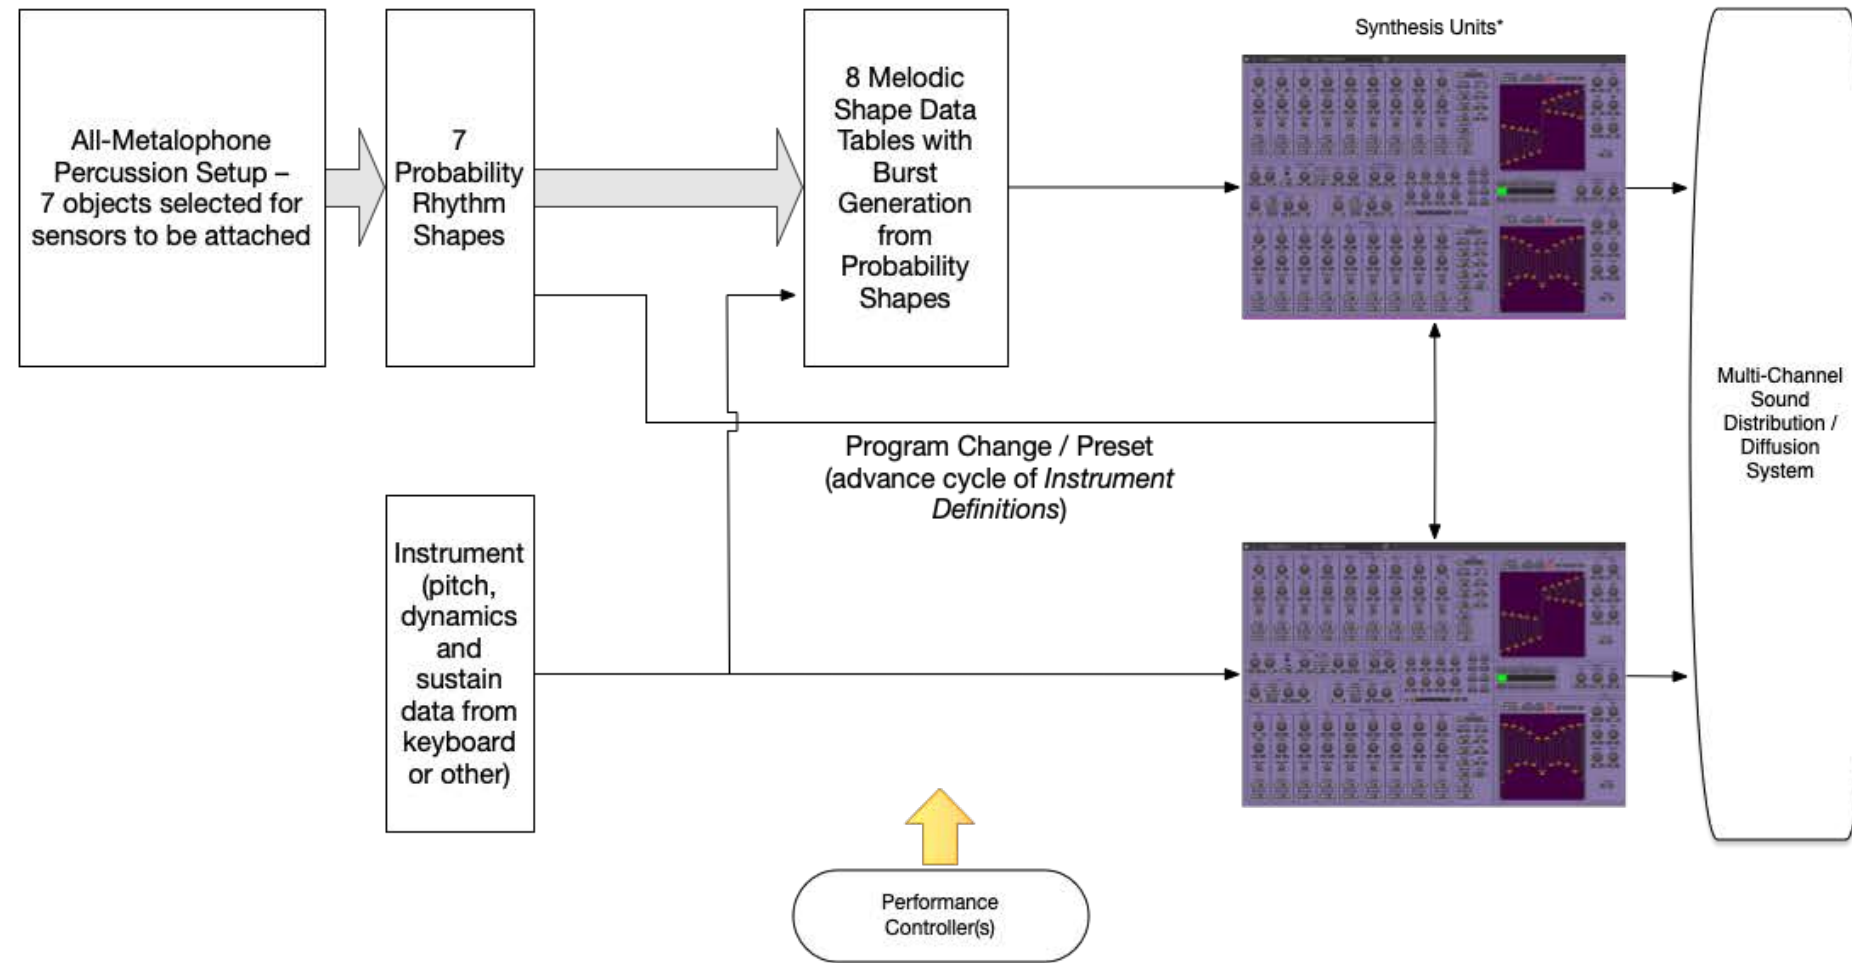 Synthesis Units*
All-Metalophone
Percussion Setup –
7 objects selected for
sensors to be attached
7
Probability
Rhythm
Shapes
8 Melodic
Shape Data
Tables with
Burst
Generation
from
Probability
Shapes
Multi-Channel
Sound
Distribution /
Diffusion
System
Program Change / Preset
(advance cycle of Instrument
Definitions)
Instrument
(pitch,
dynamics
and
sustain
data from
keyboard
or other)
Performance
Controller(s)